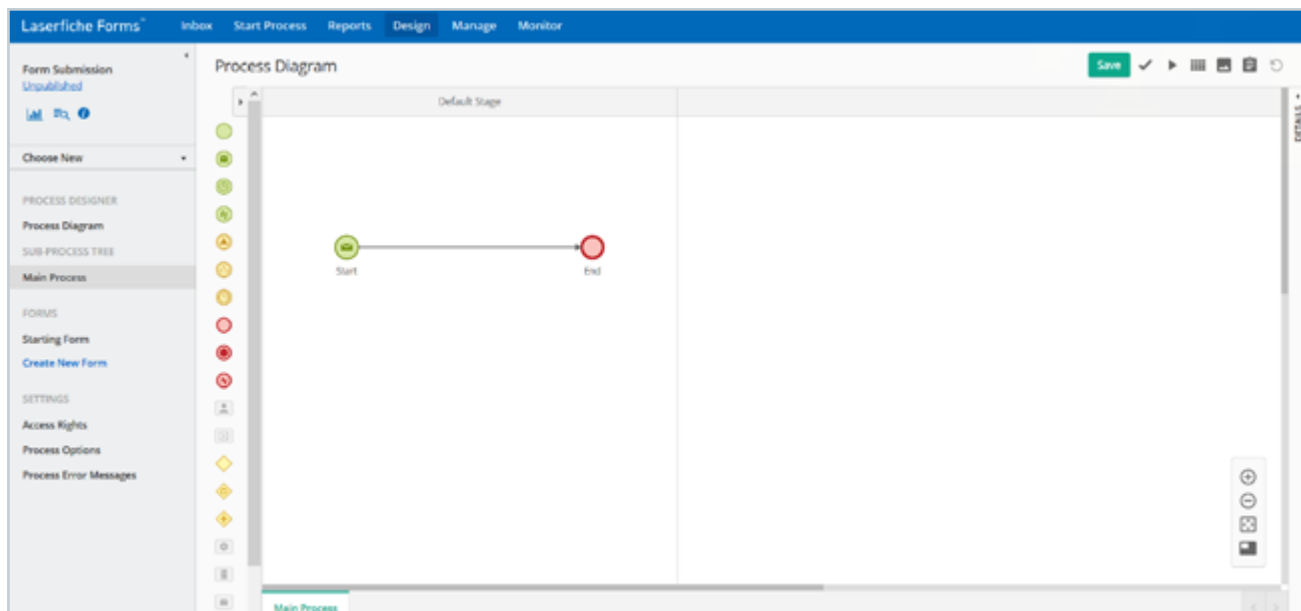 Laserfiche Forms™ Inbox Start Process Reports Design Manage Monitor
Form Submission
Unpublished
Choose New
PROCESS DESIGNER
Process Diagram
SUB-PROCESS TREE
Main Process
FORMS
Starting Form
Create New Form
SETTINGS
Access Rights
Process Options
Process Error Messages
Process Diagram
Save
Default Stage
Start
End
DETAILS
Main Process